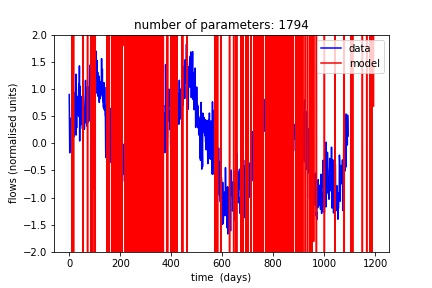 number of parameters: 1794
2.0
1.5
1.0
0.5
0.0
−0.5
−1.0
−1.5
−2.0
flows (normalised units)
data
model
0 200 400 600 800 1000 1200
time (days)